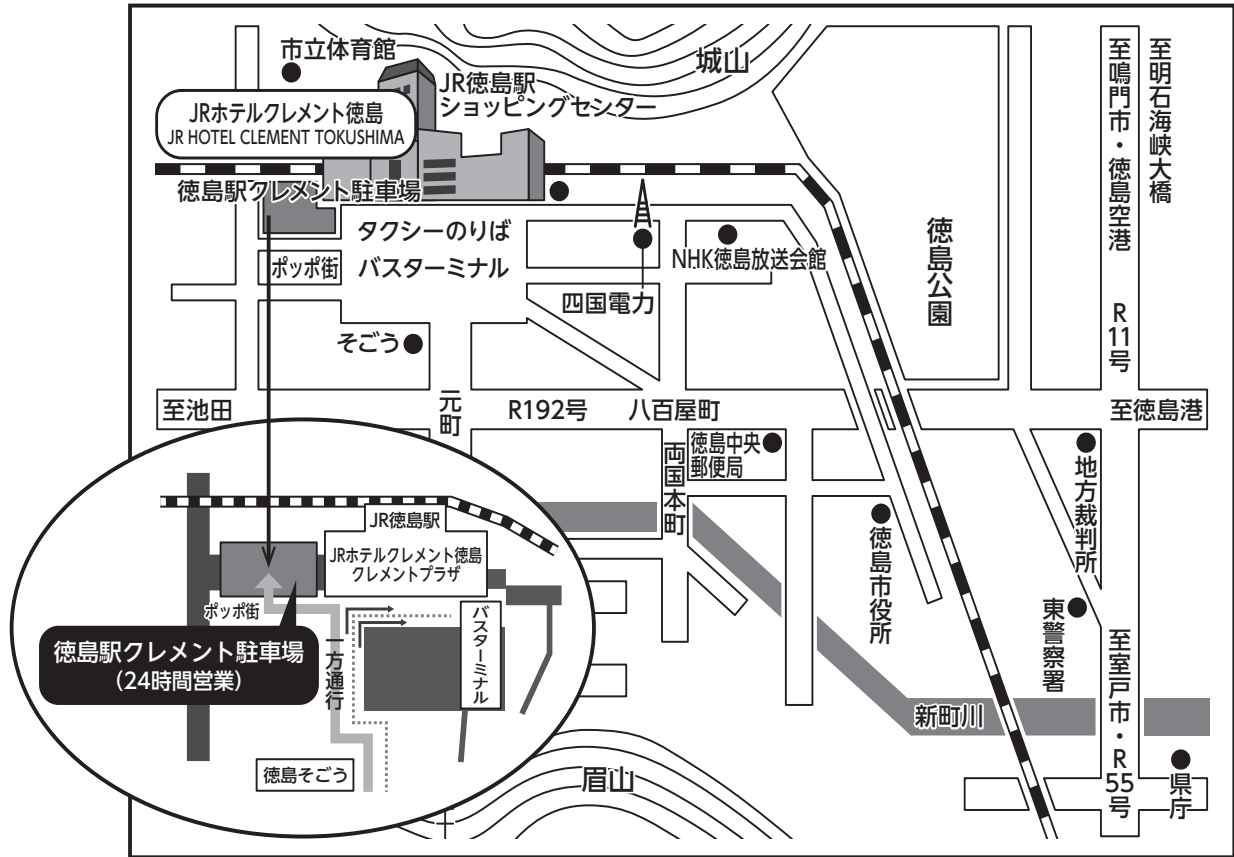 市立体育館
城山
JR徳島駅
ショッピングセンター
JRホテルクレメント徳島
JR HOTEL CLEMENT TOKUSHIMA
徳島駅クレメント駐車場
タクシーのりば
ポッポ街
バスターミナル
NHK徳島放送会館
四国電力
そごう
徳島公園
至鳴門市・徳島空港
至明石海峡大橋
R11号
至池田
元町
R192号
八百屋町
至徳島港
両国本町
徳島中央
郵便局
徳島市役所
地方裁判所
東警察署
至室戸市・R55号
県庁
新町川
眉山
JR徳島駅
JRホテルクレメント徳島
クレメントプラザ
ポッポ街
徳島駅クレメント駐車場
(24時間営業)
一方通行
バスターミナル
徳島そごう